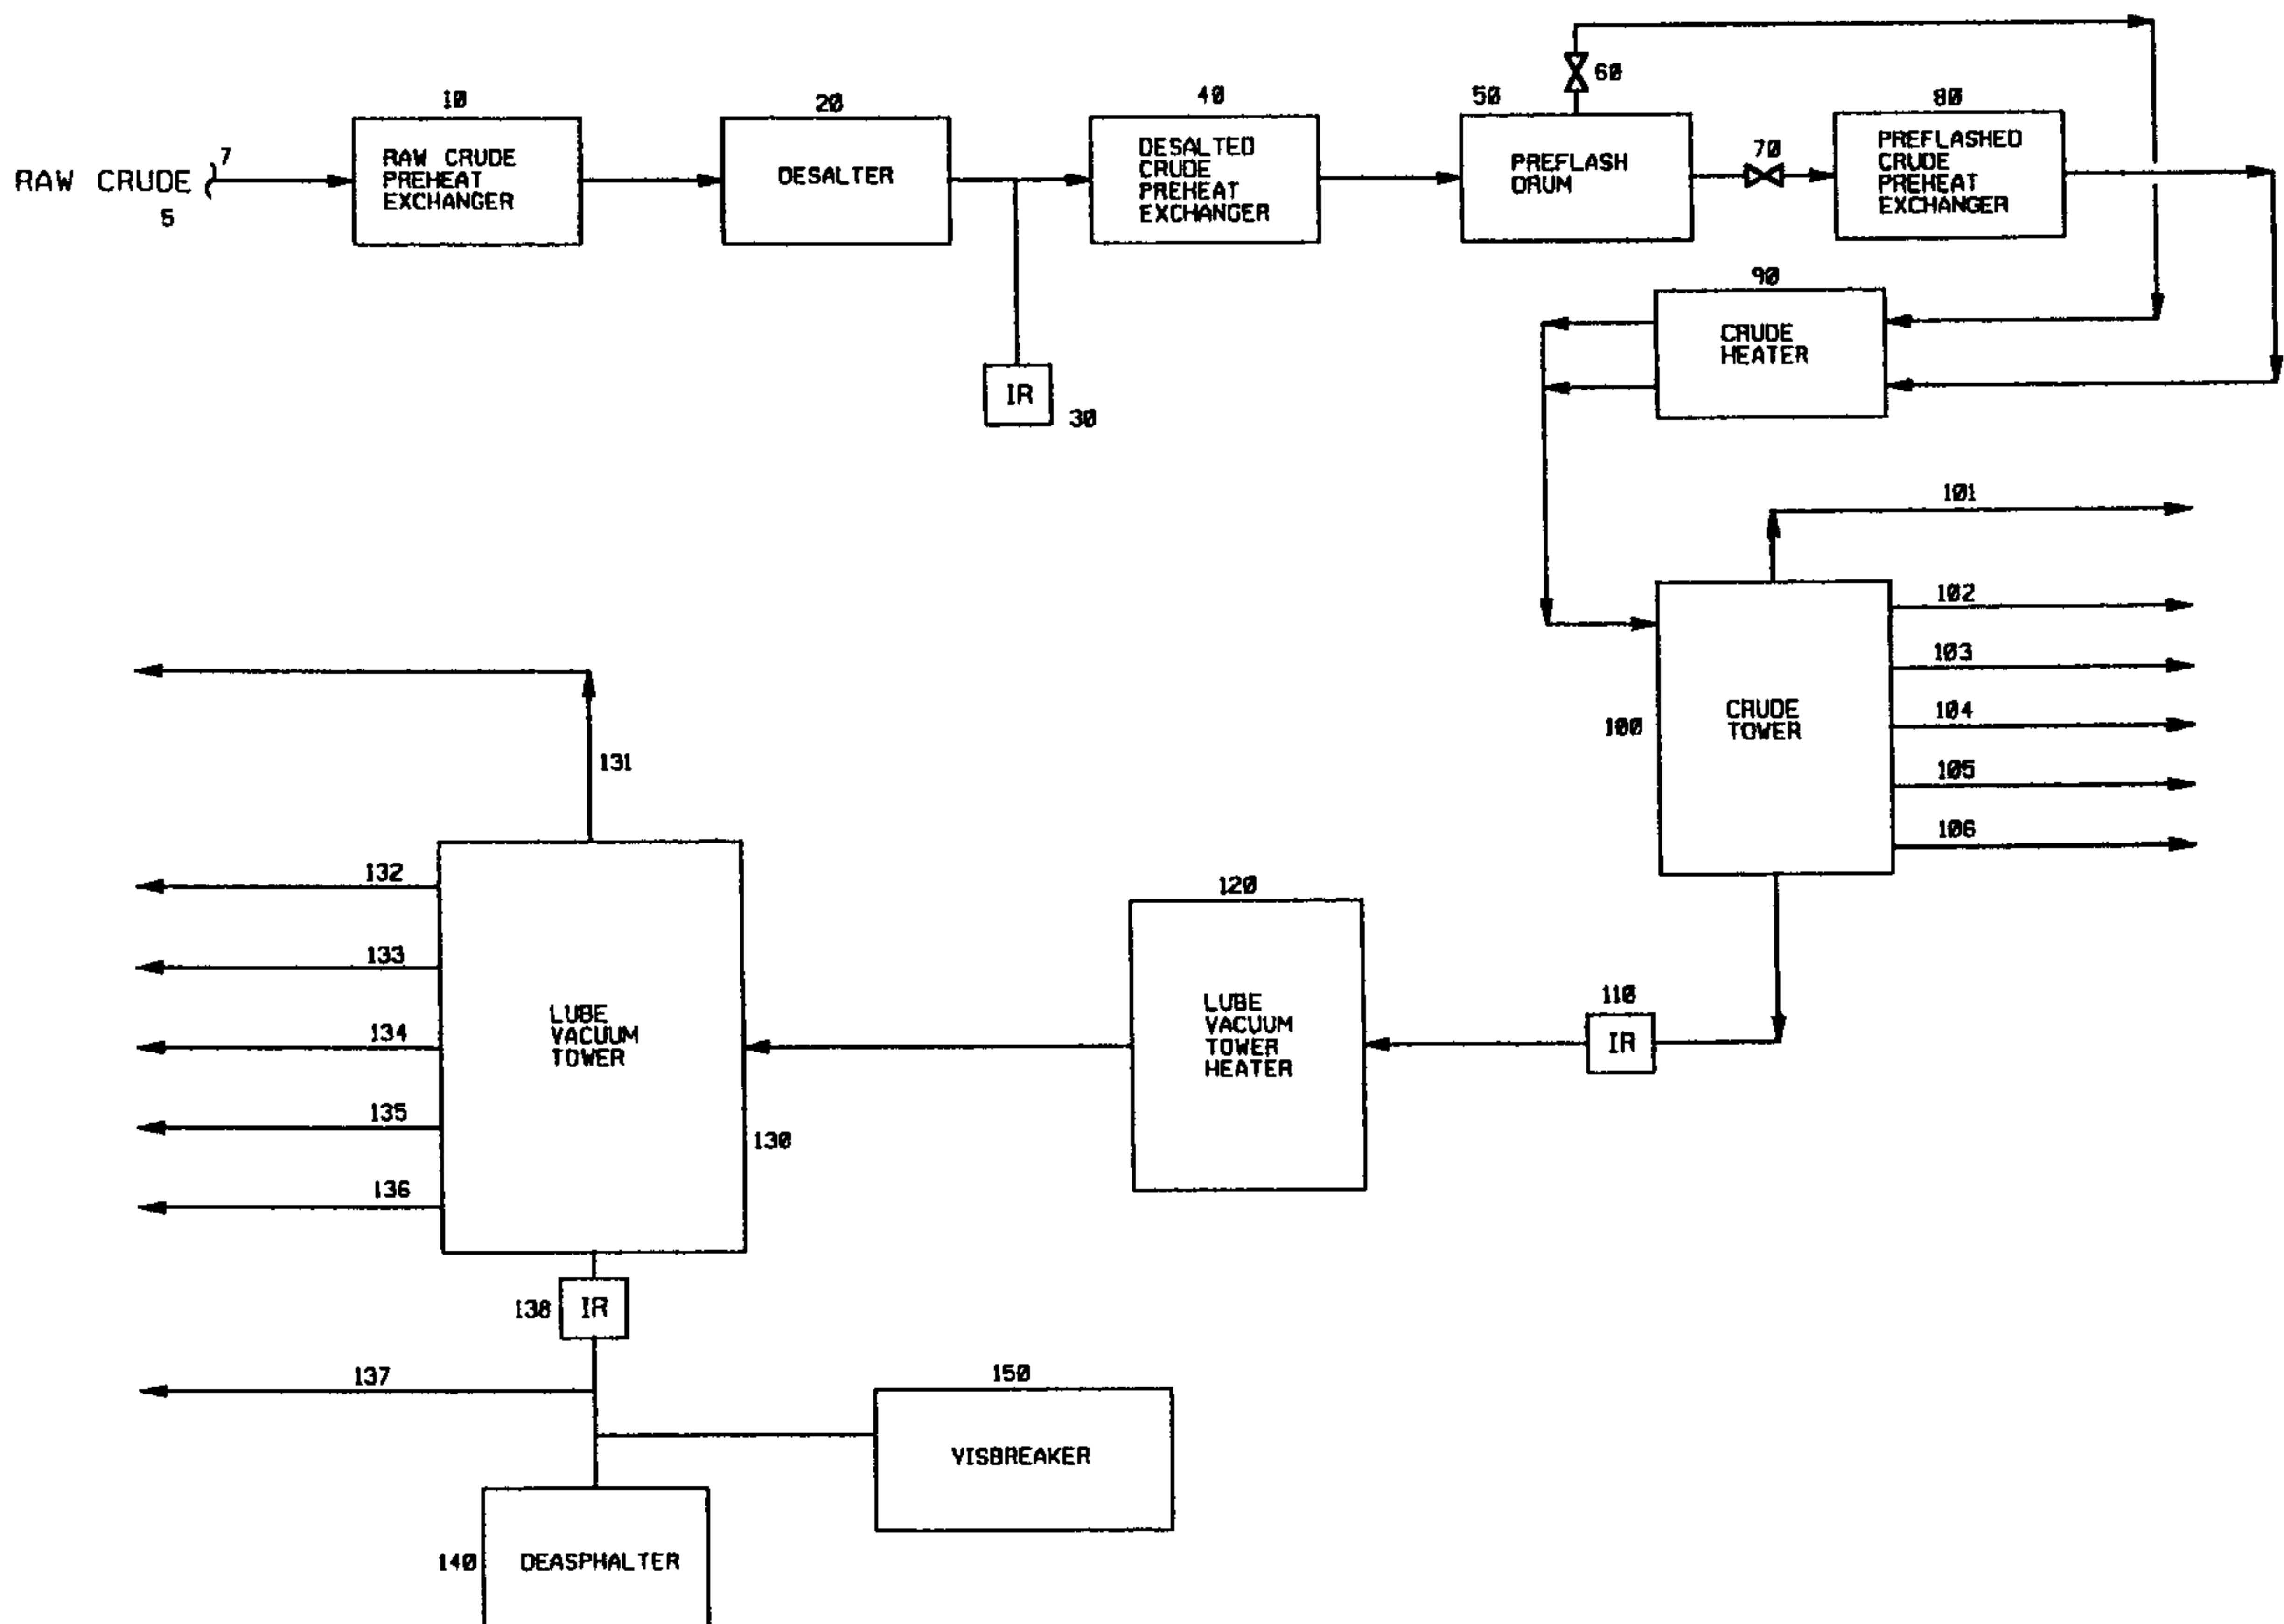 10
20
40
50
60
70
80
RAW CRUDE
7
5
RAW CRUDE
PREHEAT
EXCHANGER
DESALTER
DESALTED
CRUDE
PREHEAT
EXCHANGER
PREFLASH
DRUM
PREFLASHED
CRUDE
PREHEAT
EXCHANGER
90
CRUDE
HEATER
IR
30
101
102
103
104
105
106
100
CRUDE
TOWER
131
132
133
134
135
136
LUBE
VACUUM
TOWER
130
120
LUBE
VACUUM
TOWER
HEATER
110
IR
138
IR
137
150
VISBREAKER
140
DEASPHALTER